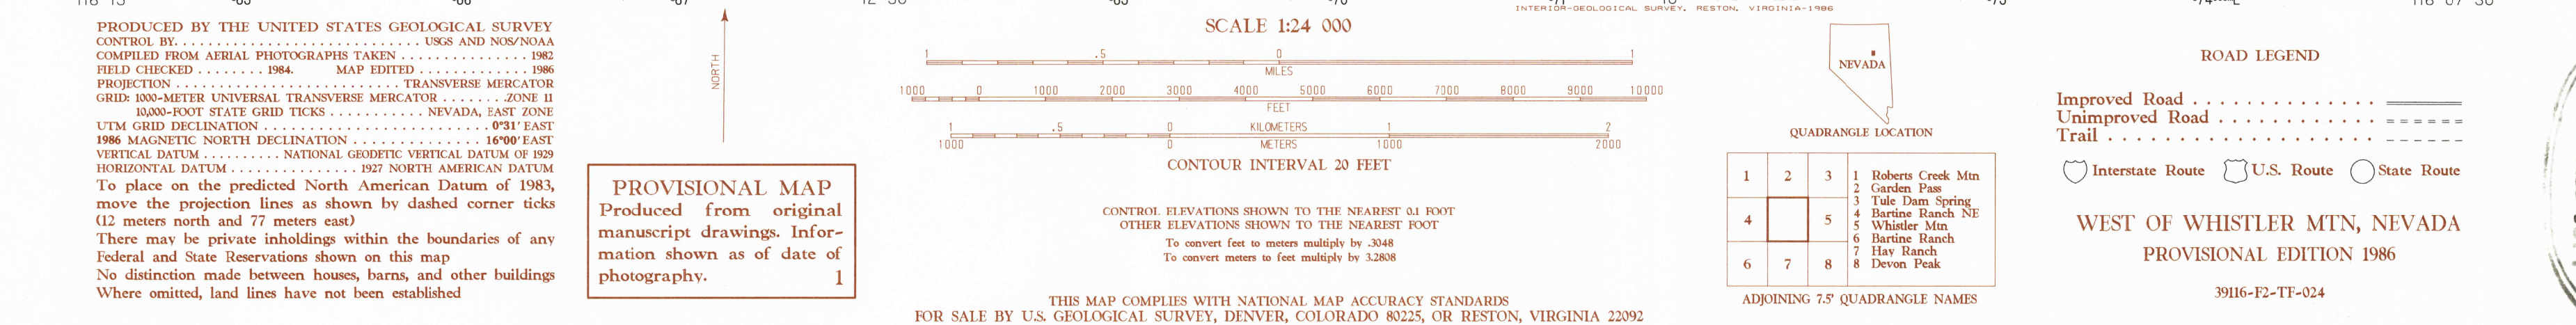 INTERIOR-GEOLOGICAL SURVEY, RESTON, VIRGINIA-1986
PRODUCED BY THE UNITED STATES GEOLOGICAL SURVEY
CONTROL BY. . . . . . . . . . . . . . . . . . . . . . . . . . . . USGS AND NOS/NOAA
COMPILED FROM AERIAL PHOTOGRAPHS TAKEN . . . . . . . . . . . . . . . 1982
FIELD CHECKED . . . . . . . . 1984. MAP EDITED . . . . . . . . . . . . . 1986
PROJECTION . . . . . . . . . . . . . . . . . . . . . . . . . . TRANSVERSE MERCATOR
GRID: 1000-METER UNIVERSAL TRANSVERSE MERCATOR . . . . . . . .ZONE 11
10,000-FOOT STATE GRID TICKS . . . . . . . . . . . NEVADA, EAST ZONE
UTM GRID DECLINATION . . . . . . . . . . . . . . . . . . . . . . . . . . 0°31' EAST
1986 MAGNETIC NORTH DECLINATION . . . . . . . . . . . . . . 16°00' EAST
VERTICAL DATUM . . . . . . . . . . NATIONAL GEODETIC VERTICAL DATUM OF 1929
HORIZONTAL DATUM . . . . . . . . . . . . . . . 1927 NORTH AMERICAN DATUM
To place on the predicted North American Datum of 1983,
move the projection lines as shown by dashed corner ticks
(12 meters north and 77 meters east)
There may be private inholdings within the boundaries of any
Federal and State Reservations shown on this map
No distinction made between houses, barns, and other buildings
Where omitted, land lines have not been established
NORTH
PROVISIONAL MAP
Produced from original
manuscript drawings. Infor-
mation shown as of date of
photography. 1
SCALE 1:24 000
1 .5 0 1
MILES
1000 0 1000 2000 3000 4000 5000 6000 7000 8000 9000 10000
FEET
1 .5 0 KILOMETERS 1 2
1000 0 METERS 1000 2000
CONTOUR INTERVAL 20 FEET
CONTROL ELEVATIONS SHOWN TO THE NEAREST 0.1 FOOT
OTHER ELEVATIONS SHOWN TO THE NEAREST FOOT
To convert feet to meters multiply by .3048
To convert meters to feet multiply by 3.2808
THIS MAP COMPLIES WITH NATIONAL MAP ACCURACY STANDARDS
FOR SALE BY U.S. GEOLOGICAL SURVEY, DENVER, COLORADO 80225, OR RESTON, VIRGINIA 22092
NEVADA
QUADRANGLE LOCATION
1 2 3
4 5
6 7 8
1 Roberts Creek Mtn
2 Garden Pass
3 Tule Dam Spring
4 Bartine Ranch NE
5 Whistler Mtn
6 Bartine Ranch
7 Hay Ranch
8 Devon Peak
ADJOINING 7.5' QUADRANGLE NAMES
ROAD LEGEND
Improved Road . . . . . . . . . . . . . .
Unimproved Road . . . . . . . . . . . .
Trail . . . . . . . . . . . . . . . . . . . . .
Interstate Route U.S. Route State Route
WEST OF WHISTLER MTN, NEVADA
PROVISIONAL EDITION 1986
39116-F2-TF-024